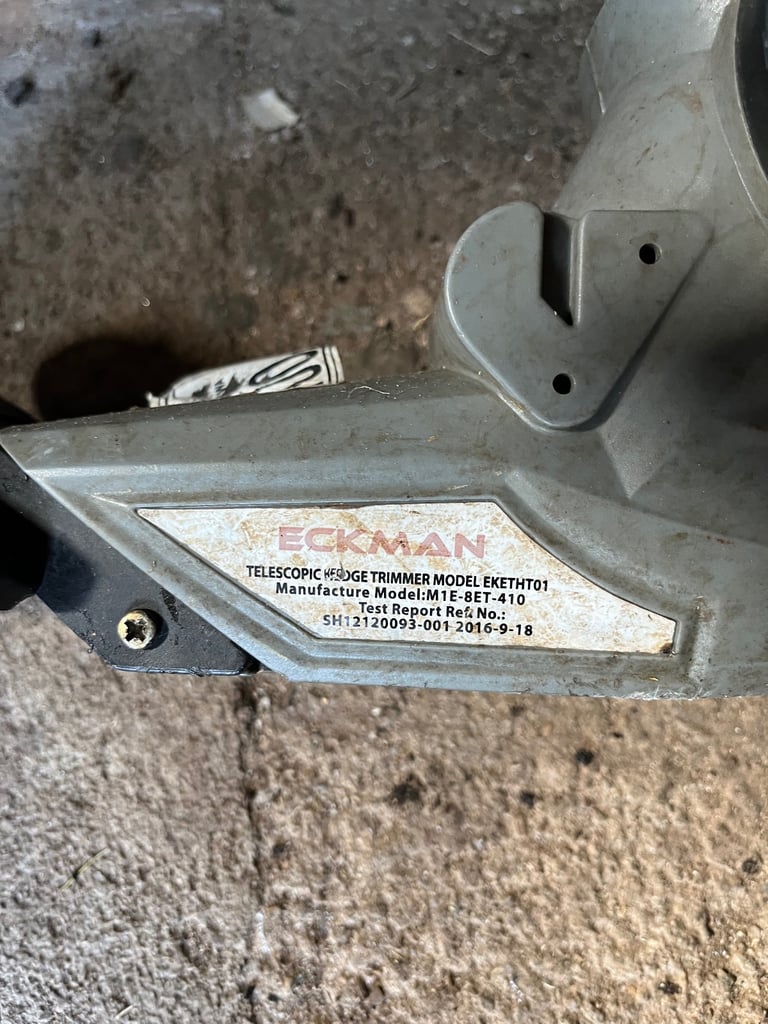 ECKMAN
TELESCOPIC HEDGE TRIMMER MODEL EKETHT01
Manufacture Model:M1E-8ET-410
Test Report Ref. No.:
SH12120093-001 2016-9-18